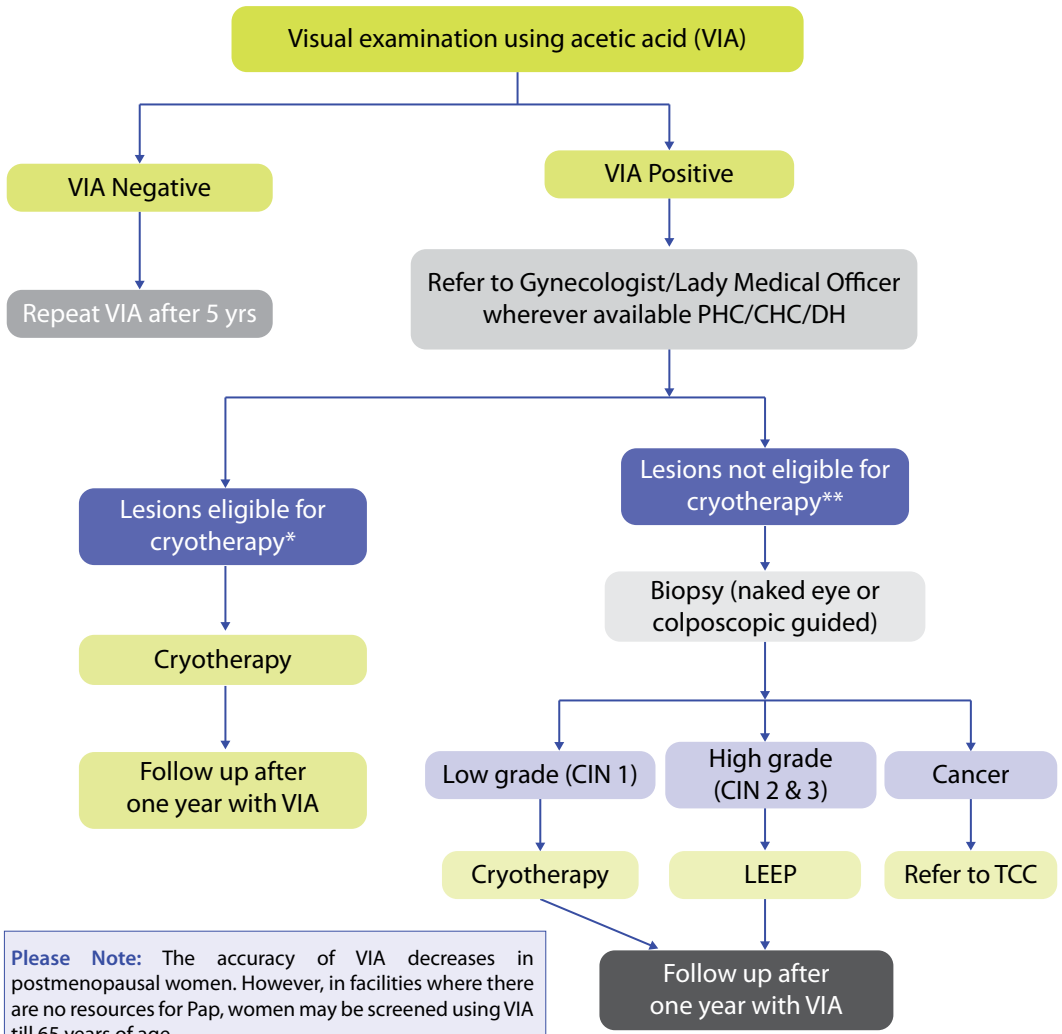 Visual examination using acetic acid (VIA)
VIA Negative
VIA Positive
Repeat VIA after 5 yrs
Refer to Gynecologist/Lady Medical Officer
wherever available PHC/CHC/DH
Lesions eligible for
cryotherapy*
Lesions not eligible for
cryotherapy**
Cryotherapy
Biopsy (naked eye or
colposcopic guided)
Follow up after
one year with VIA
Low grade (CIN 1)
High grade
(CIN 2 & 3)
Cancer
Cryotherapy
LEEP
Refer to TCC
Follow up after
one year with VIA
Please Note: The accuracy of VIA decreases in
postmenopausal women. However, in facilities where there
are no resources for Pap, women may be screened using VIA
till 65 years of age